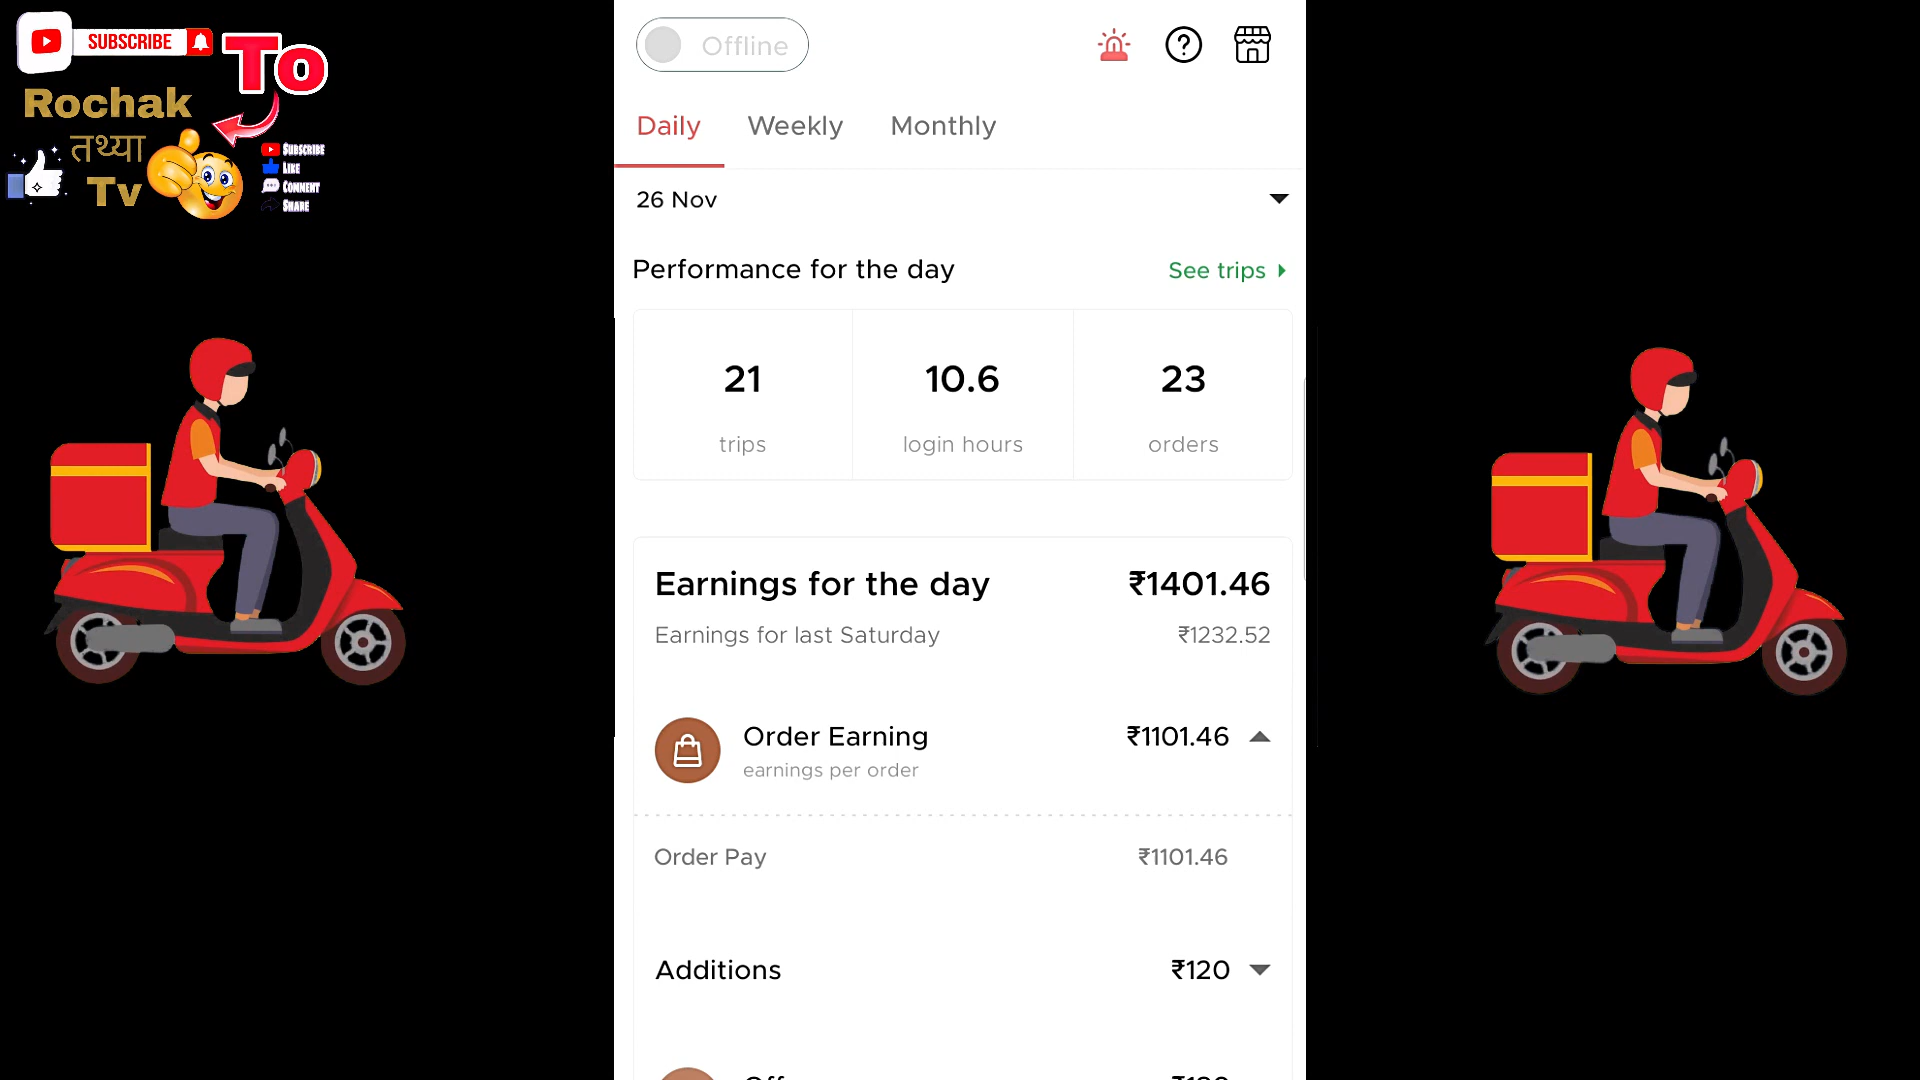 SUBSCRIBE
To
Rochak
तथ्या
Tv
Subscribe
Like
Comment
Share
Offline
Daily Weekly Monthly
26 Nov
Performance for the day See trips
21 10.6 23
trips login hours orders
Earnings for the day ₹1401.46
Earnings for last Saturday ₹1232.52
Order Earning ₹1101.46
earnings per order
Order Pay ₹1101.46
Additions ₹120